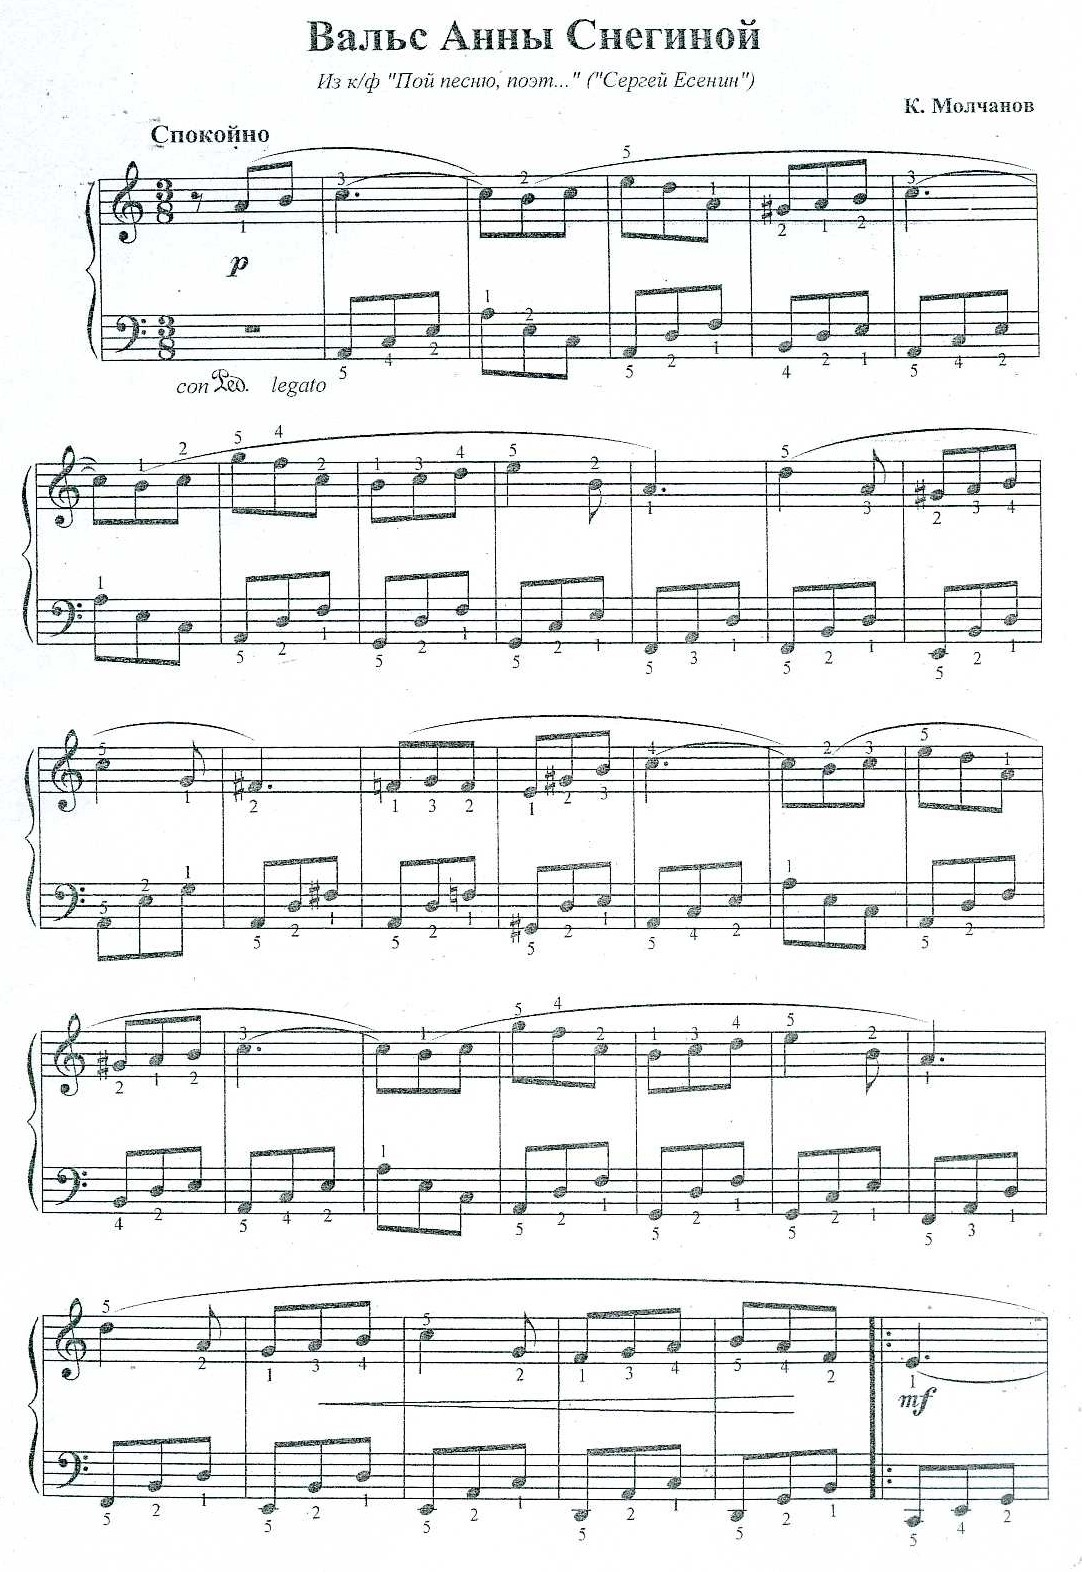 Вальс Анны Снегиной
Из к/ф "Пой песню, поэт..." ("Сергей Есенин")
К. Молчанов
Спокойно
p
con Ped. legato
mf